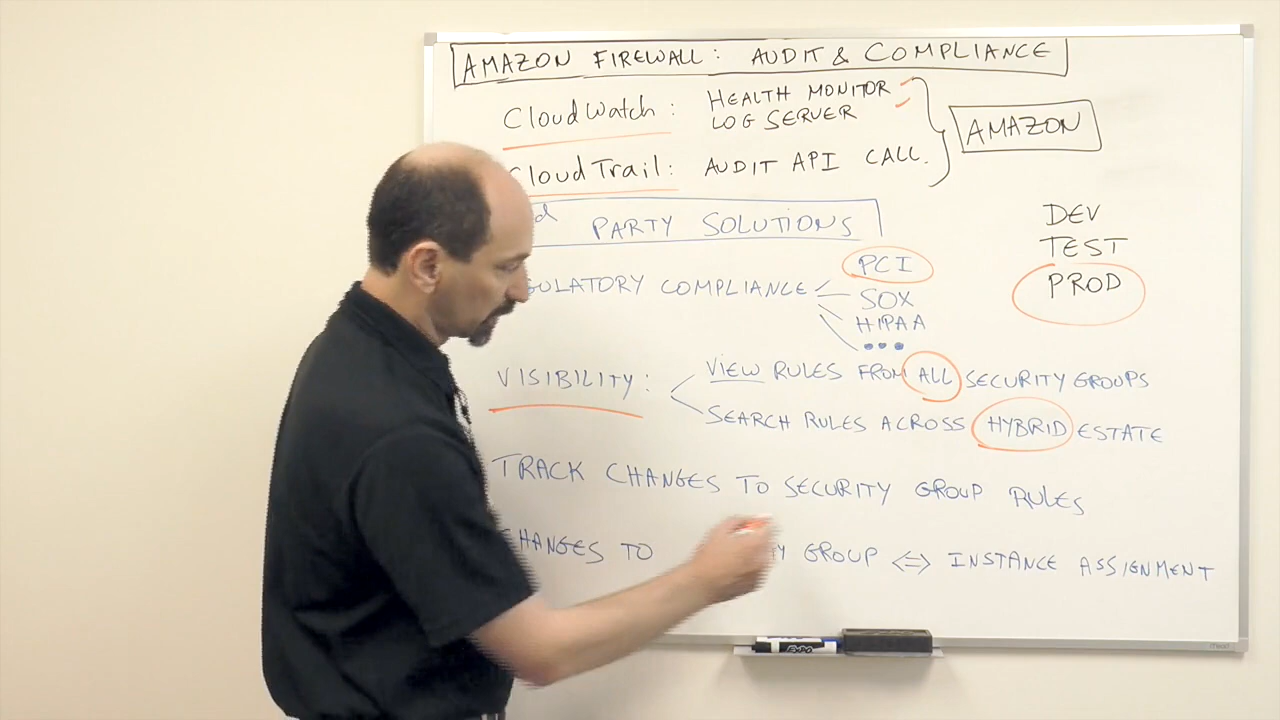 AMAZON FIREWALL: AUDIT & COMPLIANCE
CloudWatch: HEALTH MONITOR
LOG SERVER
AMAZON
CloudTrail: AUDIT API CALL.
PARTY SOLUTIONS
DEV
TEST
PROD
GULATORY COMPLIANCE
PCI
SOX
HIPAA
VISIBILITY:
VIEW RULES FROM ALL SECURITY GROUPS
SEARCH RULES ACROSS HYBRID ESTATE
TRACK CHANGES TO SECURITY GROUP RULES
CHANGES TO GROUP <=> INSTANCE ASSIGNMENT